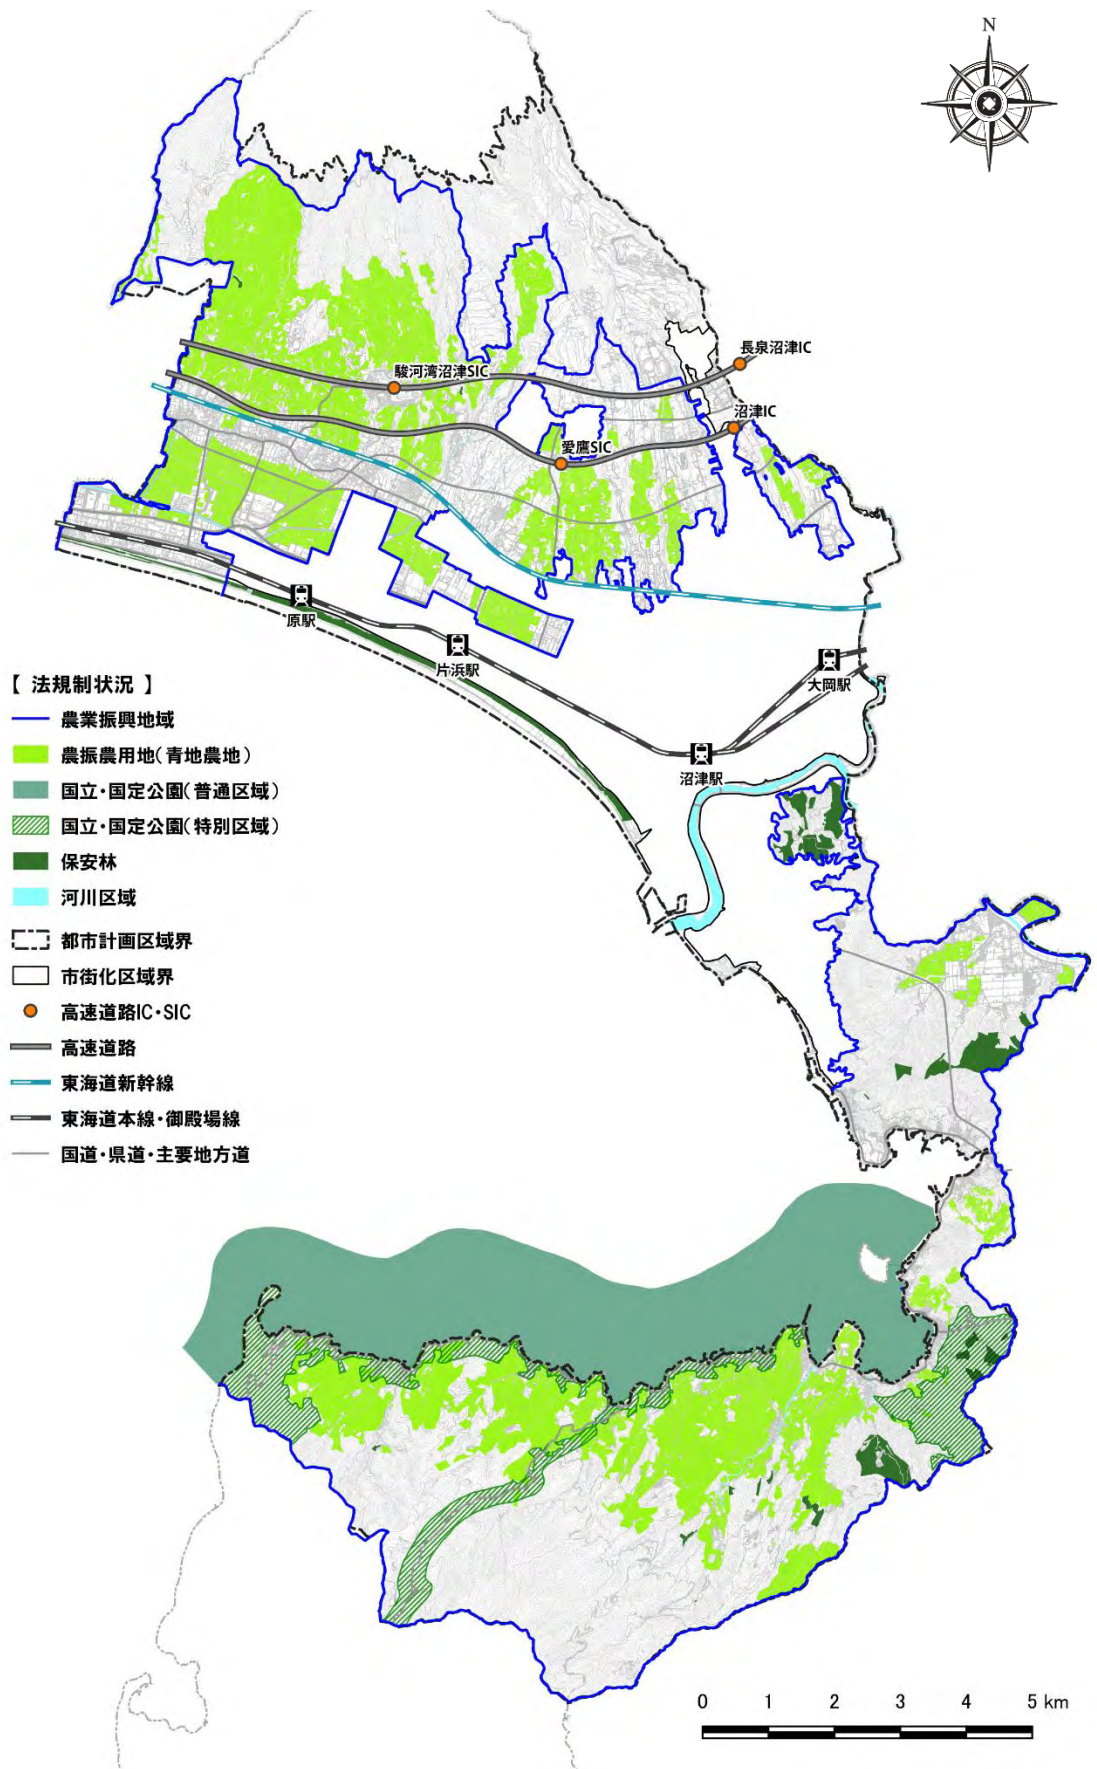 N
長泉沼津IC
駿河湾沼津SIC
沼津IC
愛鷹SIC
原駅
片浜駅
大岡駅
沼津駅
【 法規制状況 】
農業振興地域
農振農用地(青地農地)
国立・国定公園(普通区域)
国立・国定公園(特別区域)
保安林
河川区域
都市計画区域界
市街化区域界
高速道路IC・SIC
高速道路
東海道新幹線
東海道本線・御殿場線
国道・県道・主要地方道
0 1 2 3 4 5 km